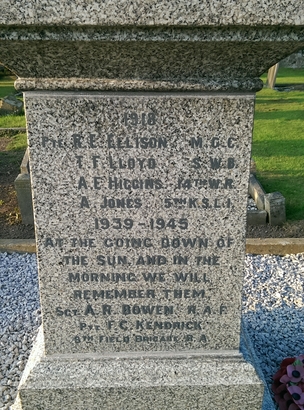 1918
PTE R. E. ELLISON. M.G.C.
T. F. LLOYD. S.W.B.
A. E. HIGGINS. 14TH W.R.
A. JONES. 5TH K.S.L.I.
1939-1945
AT THE GOING DOWN OF
THE SUN, AND IN THE
MORNING WE WILL
REMEMBER THEM
SGT A. R. BOWEN. R.A.F.
PTE F. C. KENDRICK.
6TH FIELD BRIGADE R.A.